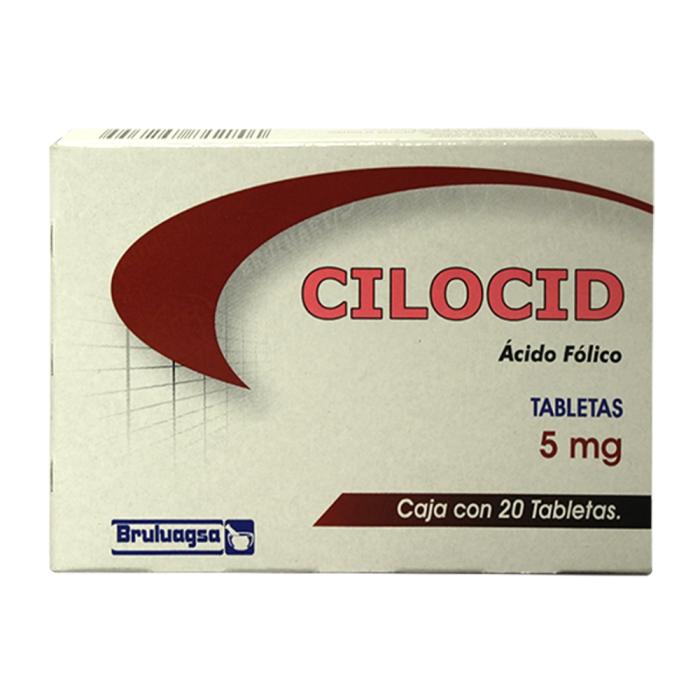 CILOCID
Ácido Fólico
TABLETAS
5 mg
Caja con 20 Tabletas.
Bruluagsa